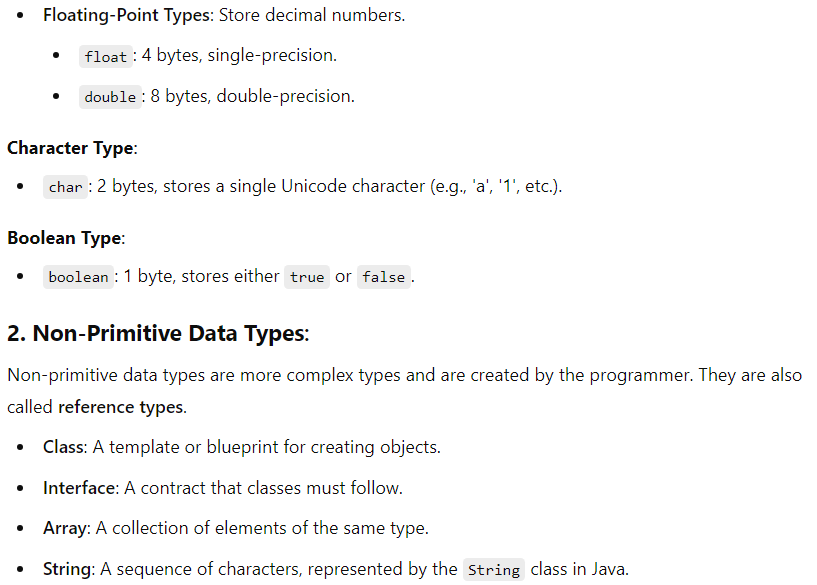 Floating-Point Types: Store decimal numbers.
float: 4 bytes, single-precision.
double: 8 bytes, double-precision.
Character Type:
char: 2 bytes, stores a single Unicode character (e.g., 'a', '1', etc.).
Boolean Type:
boolean: 1 byte, stores either true or false.
2. Non-Primitive Data Types:
Non-primitive data types are more complex types and are created by the programmer. They are also
called reference types.
Class: A template or blueprint for creating objects.
Interface: A contract that classes must follow.
Array: A collection of elements of the same type.
String: A sequence of characters, represented by the String class in Java.